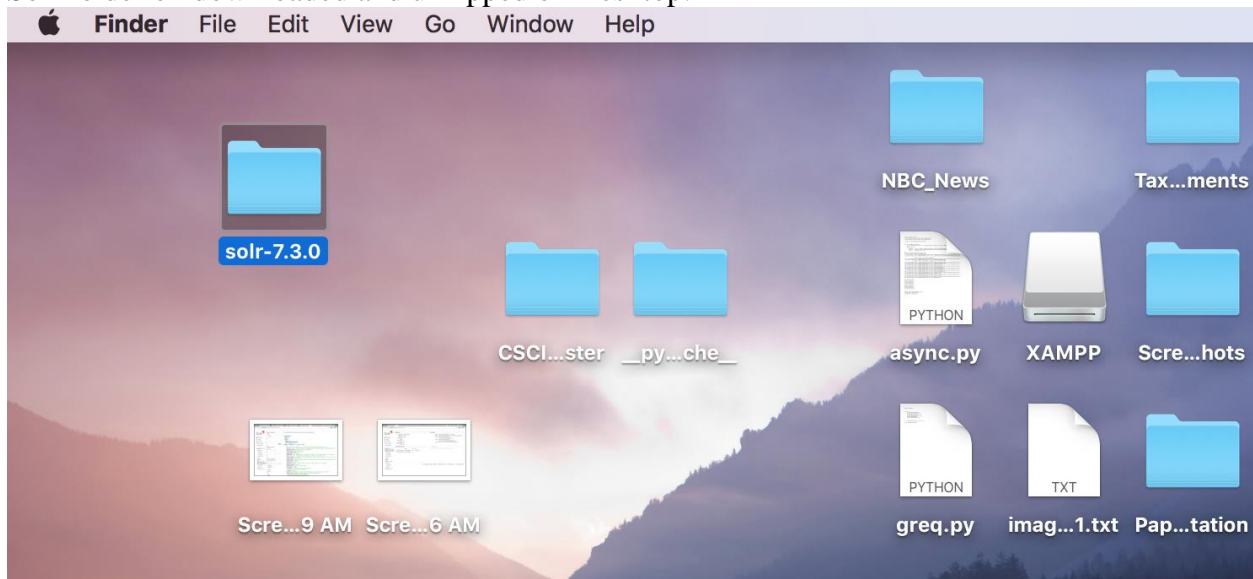 Finder File Edit View Go Window Help
NBC_News
Tax...ments
solr-7.3.0
PYTHON
CSCI...ster
__py...che__
async.py
XAMPP
Scre...hots
PYTHON
TXT
Scre...9 AM
Scre...6 AM
greq.py
imag...1.txt
Pap...tation